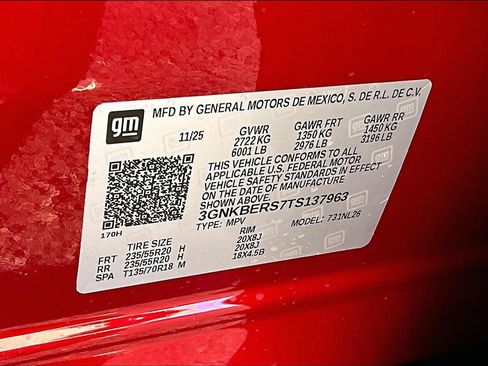 gm
MFD BY GENERAL MOTORS DE MEXICO, S. DE R.L. DE C.V.
11/25 GVWR GAWR FRT GAWR RR
2722 KG 1350 KG 1450 KG
6001 LB 2976 LB 3196 LB
THIS VEHICLE CONFORMS TO ALL
APPLICABLE U.S. FEDERAL MOTOR
VEHICLE SAFETY STANDARDS IN EFFECT
ON THE DATE OF MANUFACTURE
3GNKBERS7TS137963
170H TYPE: MPV MODEL: 731NL26
TIRE SIZE RIM
FRT 235/55R20 H 20X8J
RR 235/55R20 H 20X8J
SPA T135/70R18 M 18X4.5B